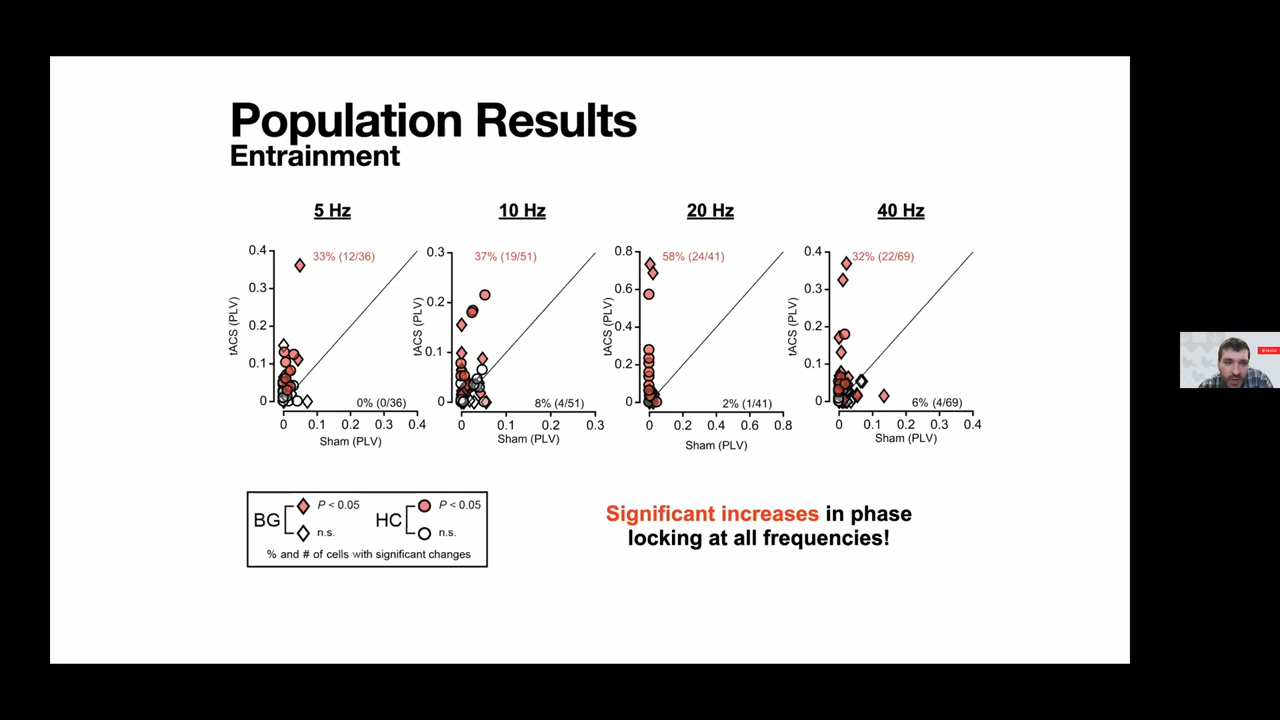 Population Results
Entrainment
5 Hz
10 Hz
20 Hz
40 Hz
0.4
0.3
0.2
0.1
0
tACS (PLV)
33% (12/36)
0% (0/36)
0 0.1 0.2 0.3 0.4
Sham (PLV)
0.3
0.2
0.1
0
tACS (PLV)
37% (19/51)
8% (4/51)
0 0.1 0.2 0.3
Sham (PLV)
0.8
0.6
0.4
0.2
0
tACS (PLV)
58% (24/41)
2% (1/41)
0 0.2 0.4 0.6 0.8
Sham (PLV)
0.4
0.3
0.2
0.1
0
tACS (PLV)
32% (22/69)
6% (4/69)
0 0.1 0.2 0.3 0.4
Sham (PLV)
BG
P < 0.05
n.s.
HC
P < 0.05
n.s.
% and # of cells with significant changes
Significant increases in phase
locking at all frequencies!